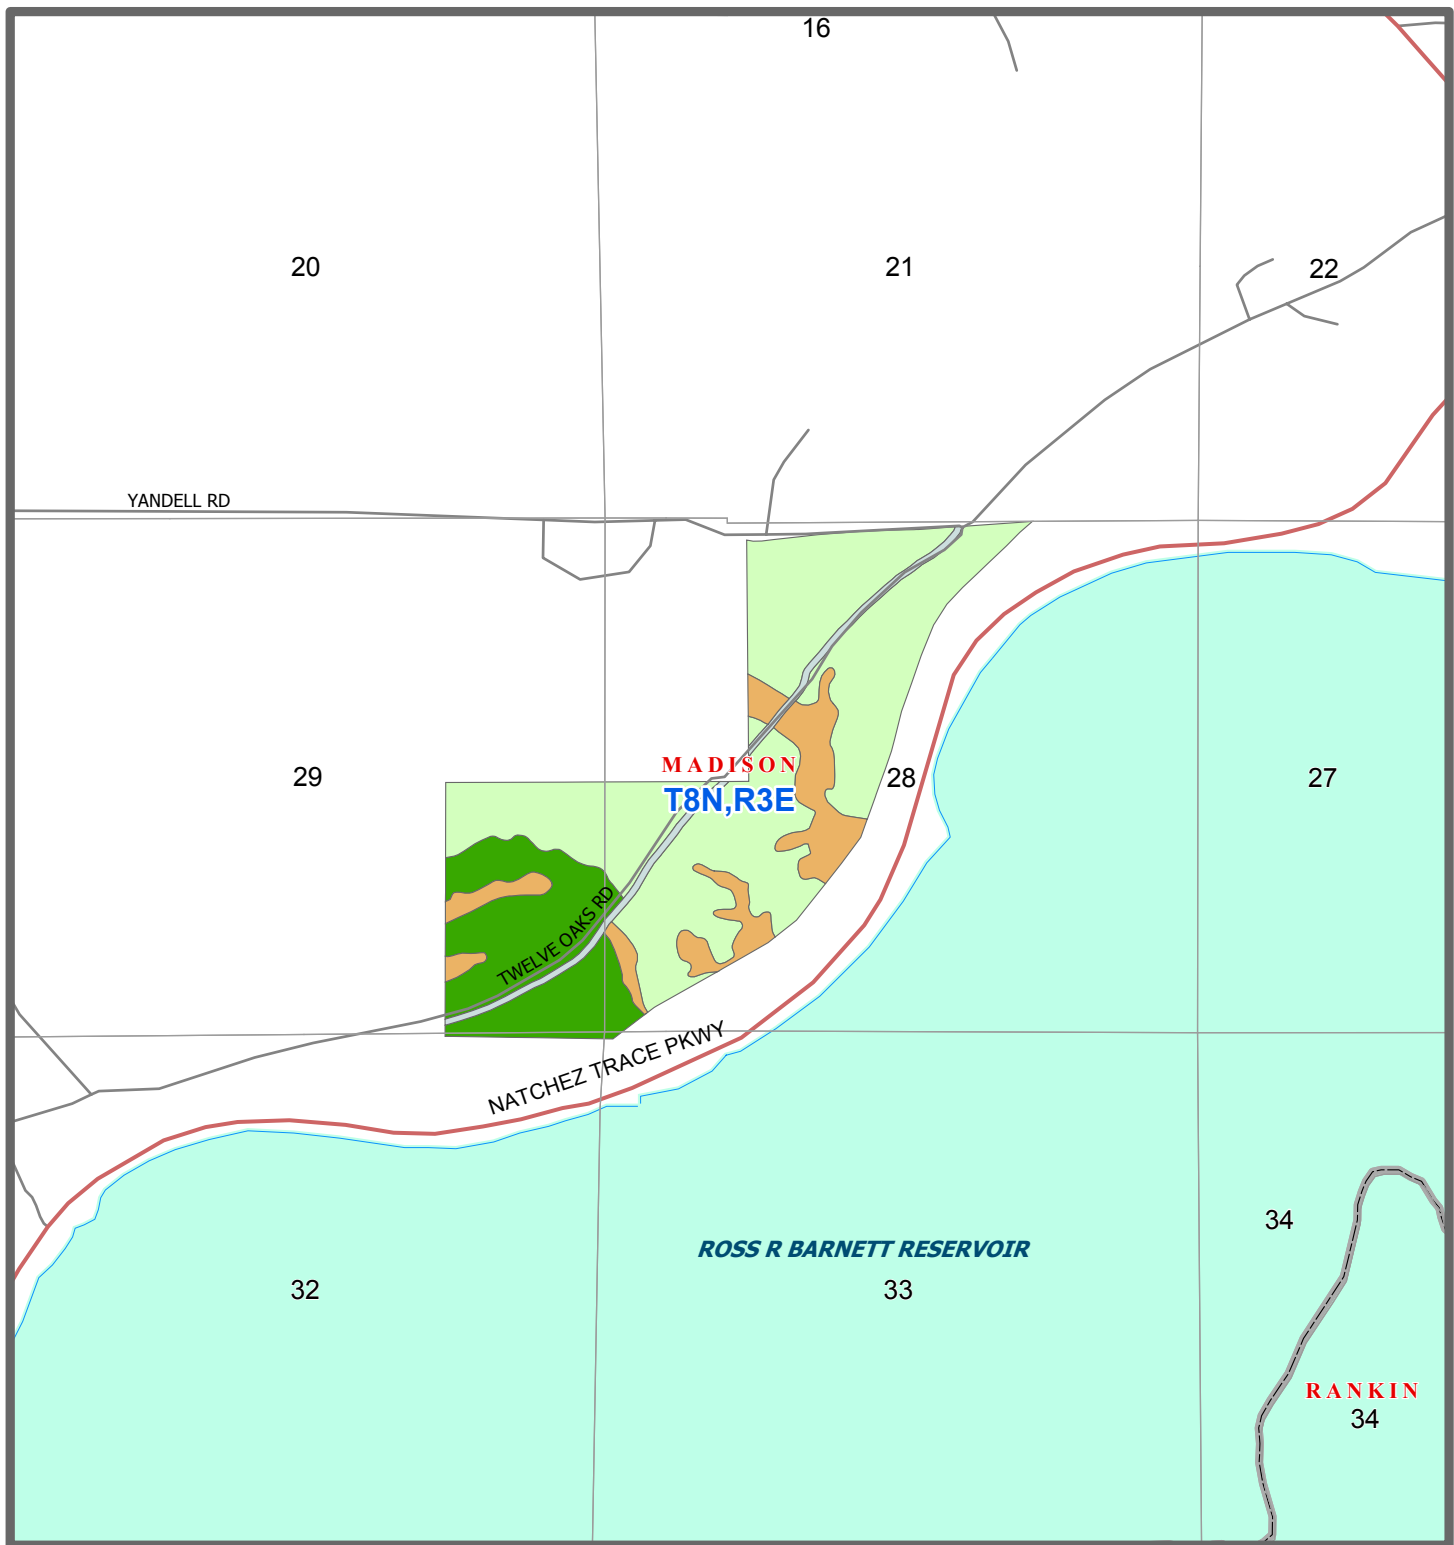 16
20
21
22
YANDELL RD
MADISON
29
28
27
T8N,R3E
TWELVE OAKS RD
NATCHEZ TRACE PKWY
34
ROSS R BARNETT RESERVOIR
32
33
RANKIN
34